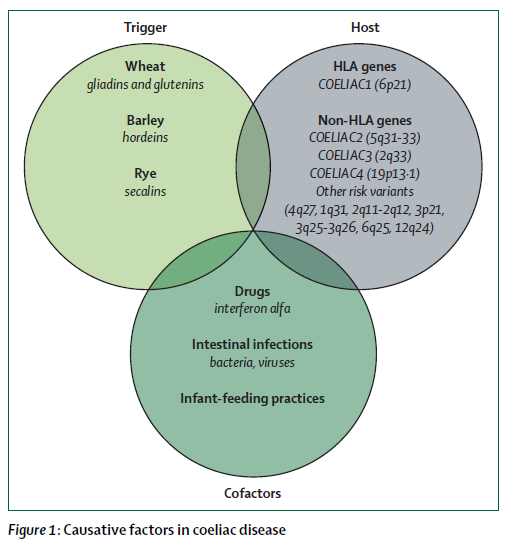 Trigger
Host
Wheat
gliadins and glutenins
Barley
hordeins
Rye
secalins
HLA genes
COELIAC1 (6p21)
Non-HLA genes
COELIAC2 (5q31-33)
COELIAC3 (2q33)
COELIAC4 (19p13·1)
Other risk variants
(4q27, 1q31, 2q11-2q12, 3p21,
3q25-3q26, 6q25, 12q24)
Drugs
interferon alfa
Intestinal infections
bacteria, viruses
Infant-feeding practices
Cofactors
Figure 1: Causative factors in coeliac disease